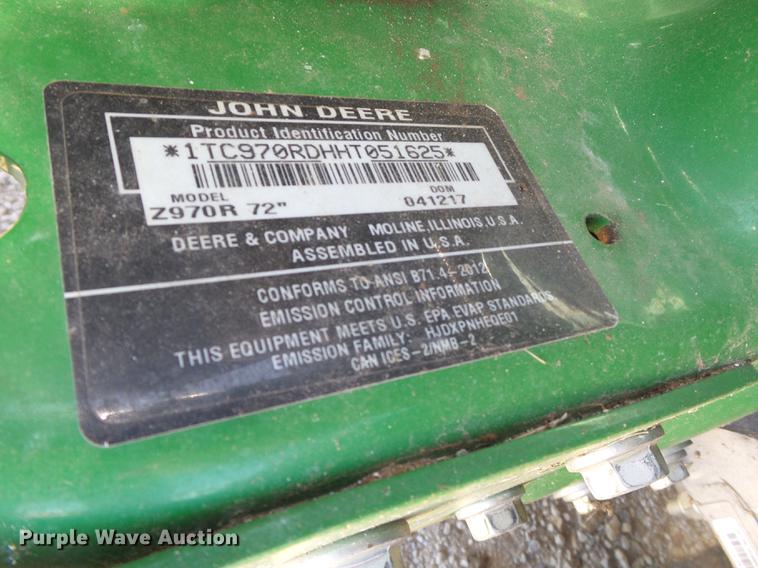 JOHN DEERE
Product Identification Number
*1TC970RDHHT051625*
MODEL DOM
Z970R 72" 041217
DEERE & COMPANY MOLINE, ILLINOIS, U.S.A.
ASSEMBLED IN U.S.A.
CONFORMS TO ANSI B71.4-2012
EMISSION CONTROL INFORMATION
THIS EQUIPMENT MEETS U.S. EPA EVAP STANDARDS
EMISSION FAMILY: HJDXPNHEQED1
CAN ICES-2/NMB-2
Purple Wave Auction